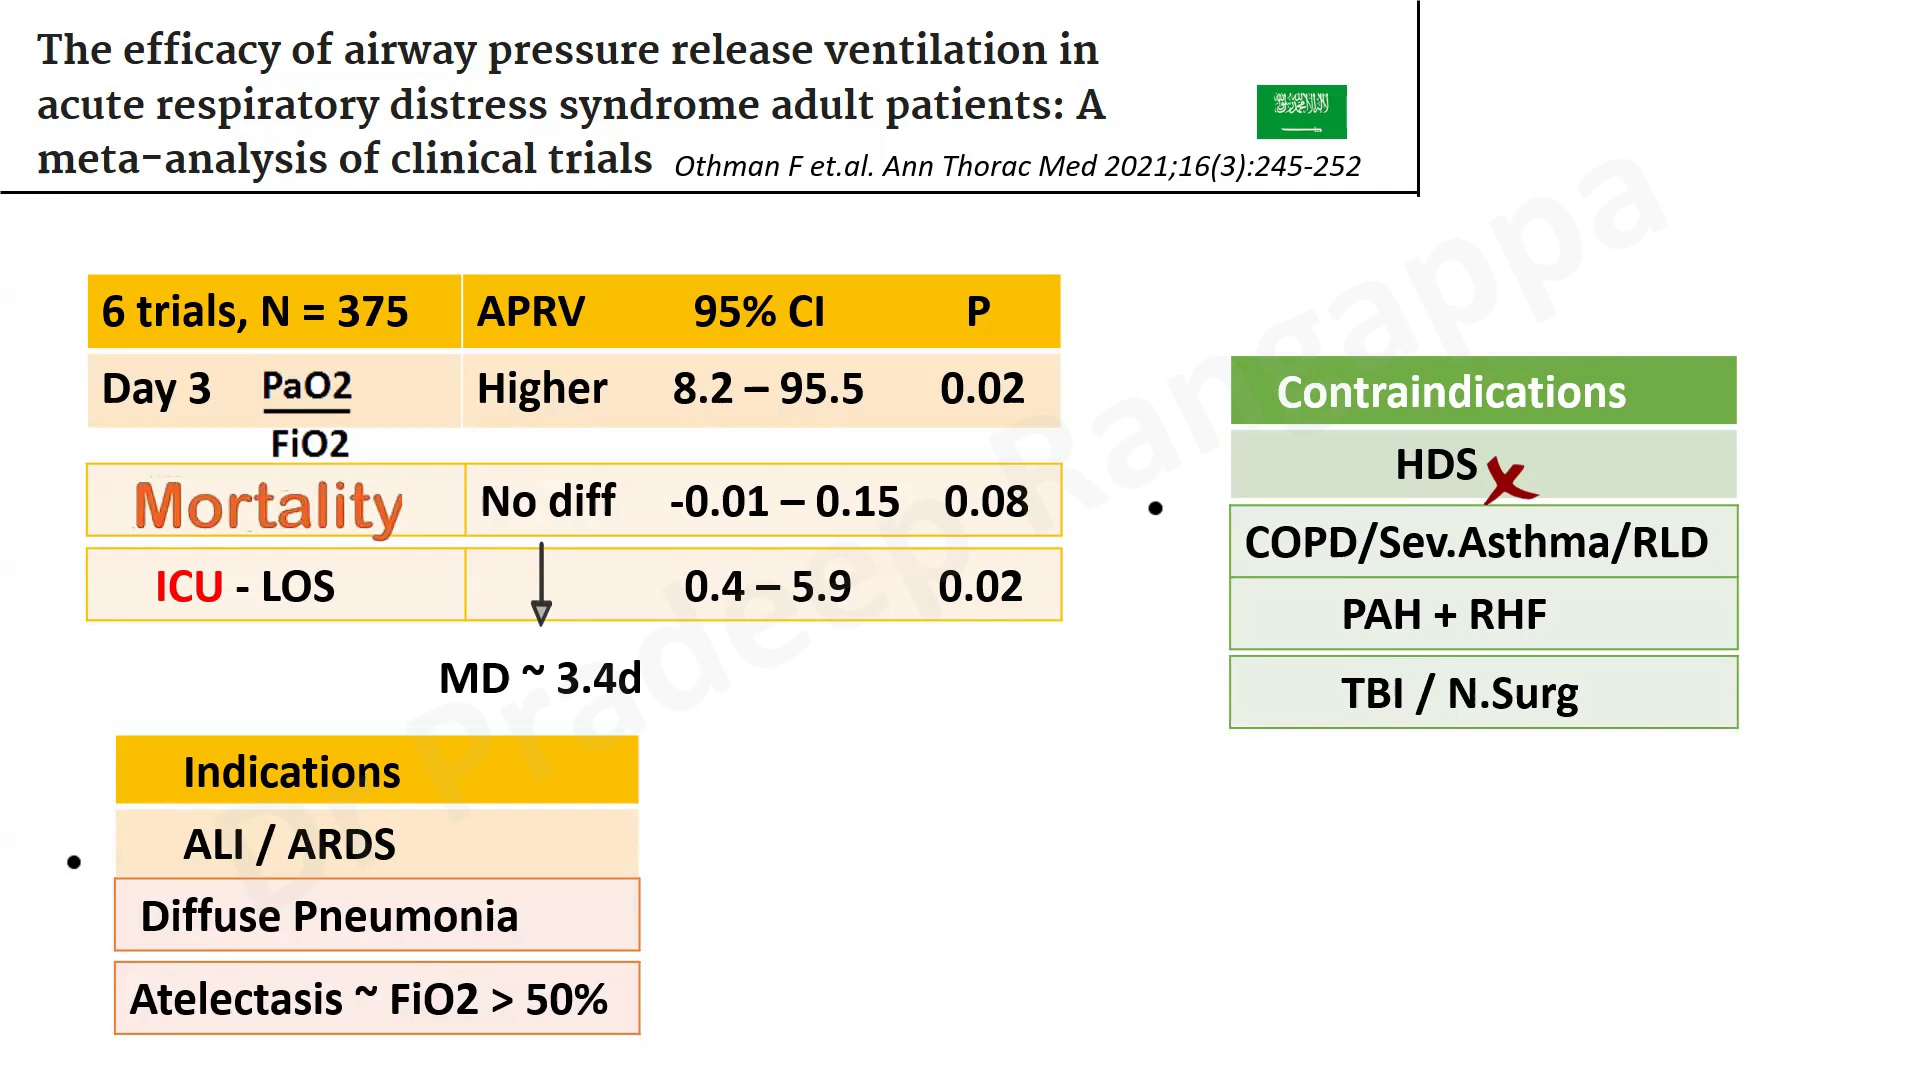 The efficacy of airway pressure release ventilation in
acute respiratory distress syndrome adult patients: A
meta-analysis of clinical trials Othman F et.al. Ann Thorac Med 2021;16(3):245-252
6 trials, N = 375 APRV 95% CI P
Day 3 PaO2 Higher 8.2 – 95.5 0.02
FiO2
Mortality No diff -0.01 – 0.15 0.08
ICU - LOS 0.4 – 5.9 0.02
MD ~ 3.4d
Indications
ALI / ARDS
Diffuse Pneumonia
Atelectasis ~ FiO2 > 50%
Contraindications
HDS
COPD/Sev.Asthma/RLD
PAH + RHF
TBI / N.Surg
Dr Pradeep Rangappa